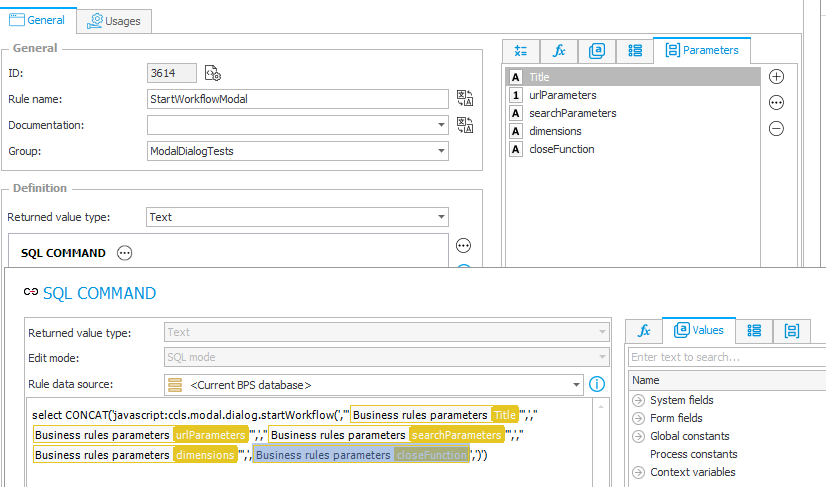 General
Usages
General
ID:
3614
Rule name:
StartWorkflowModal
Documentation:
Group:
ModalDialogTests
Definition
Returned value type:
Text
SQL COMMAND
Parameters
Title
urlParameters
searchParameters
dimensions
closeFunction
SQL COMMAND
Returned value type:
Text
Edit mode:
SQL mode
Rule data source:
<Current BPS database>
select CONCAT('javascript:ccls.modal.dialog.startWorkflow(','"' Business rules parameters Title '"',',"
Business rules parameters urlParameters '"',',"' Business rules parameters searchParameters '"',',"
Business rules parameters dimensions '"',', Business rules parameters closeFunction ',')')
Values
Enter text to search...
Name
System fields
Form fields
Global constants
Process constants
Context variables